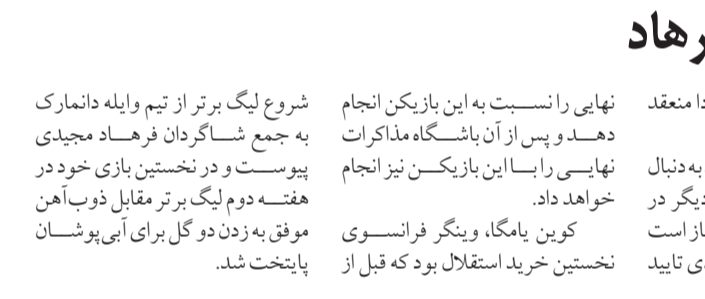 رهاد
دا منعقد
به دنبال
دیگر در
از است
ی تایید
نهایی را نسبت به این بازیکن انجام
دهد و پس از آن باشگاه مذاکرات
نهایی را با این بازیکن نیز انجام
خواهد داد.
کوین یامگا، وینگر فرانسوی
نخستین خرید استقلال بود که قبل از
شروع لیگ برتر از تیم وایله دانمارک
به جمع شاگردان فرهاد مجیدی
پیوست و در نخستین بازی خود در
هفته دوم لیگ برتر مقابل ذوب‌آهن
موفق به زدن دو گل برای آبی‌پوشان
پایتخت شد.